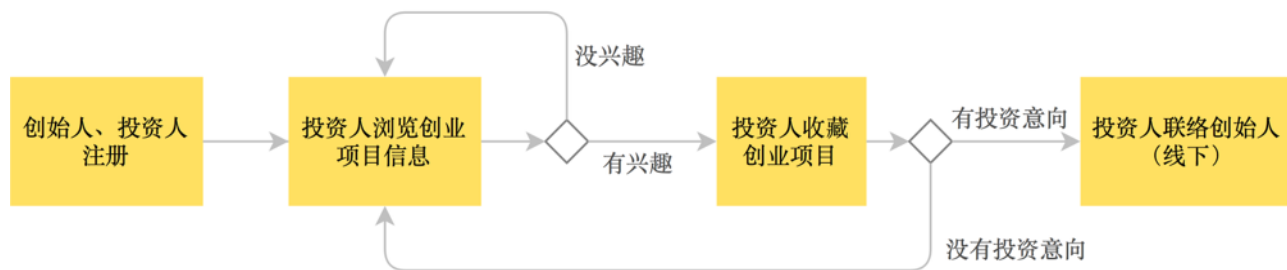 没兴趣
创始人、投资人
注册
投资人浏览创业
项目信息
有兴趣
投资人收藏
创业项目
有投资意向
投资人联络创始人
（线下）
没有投资意向